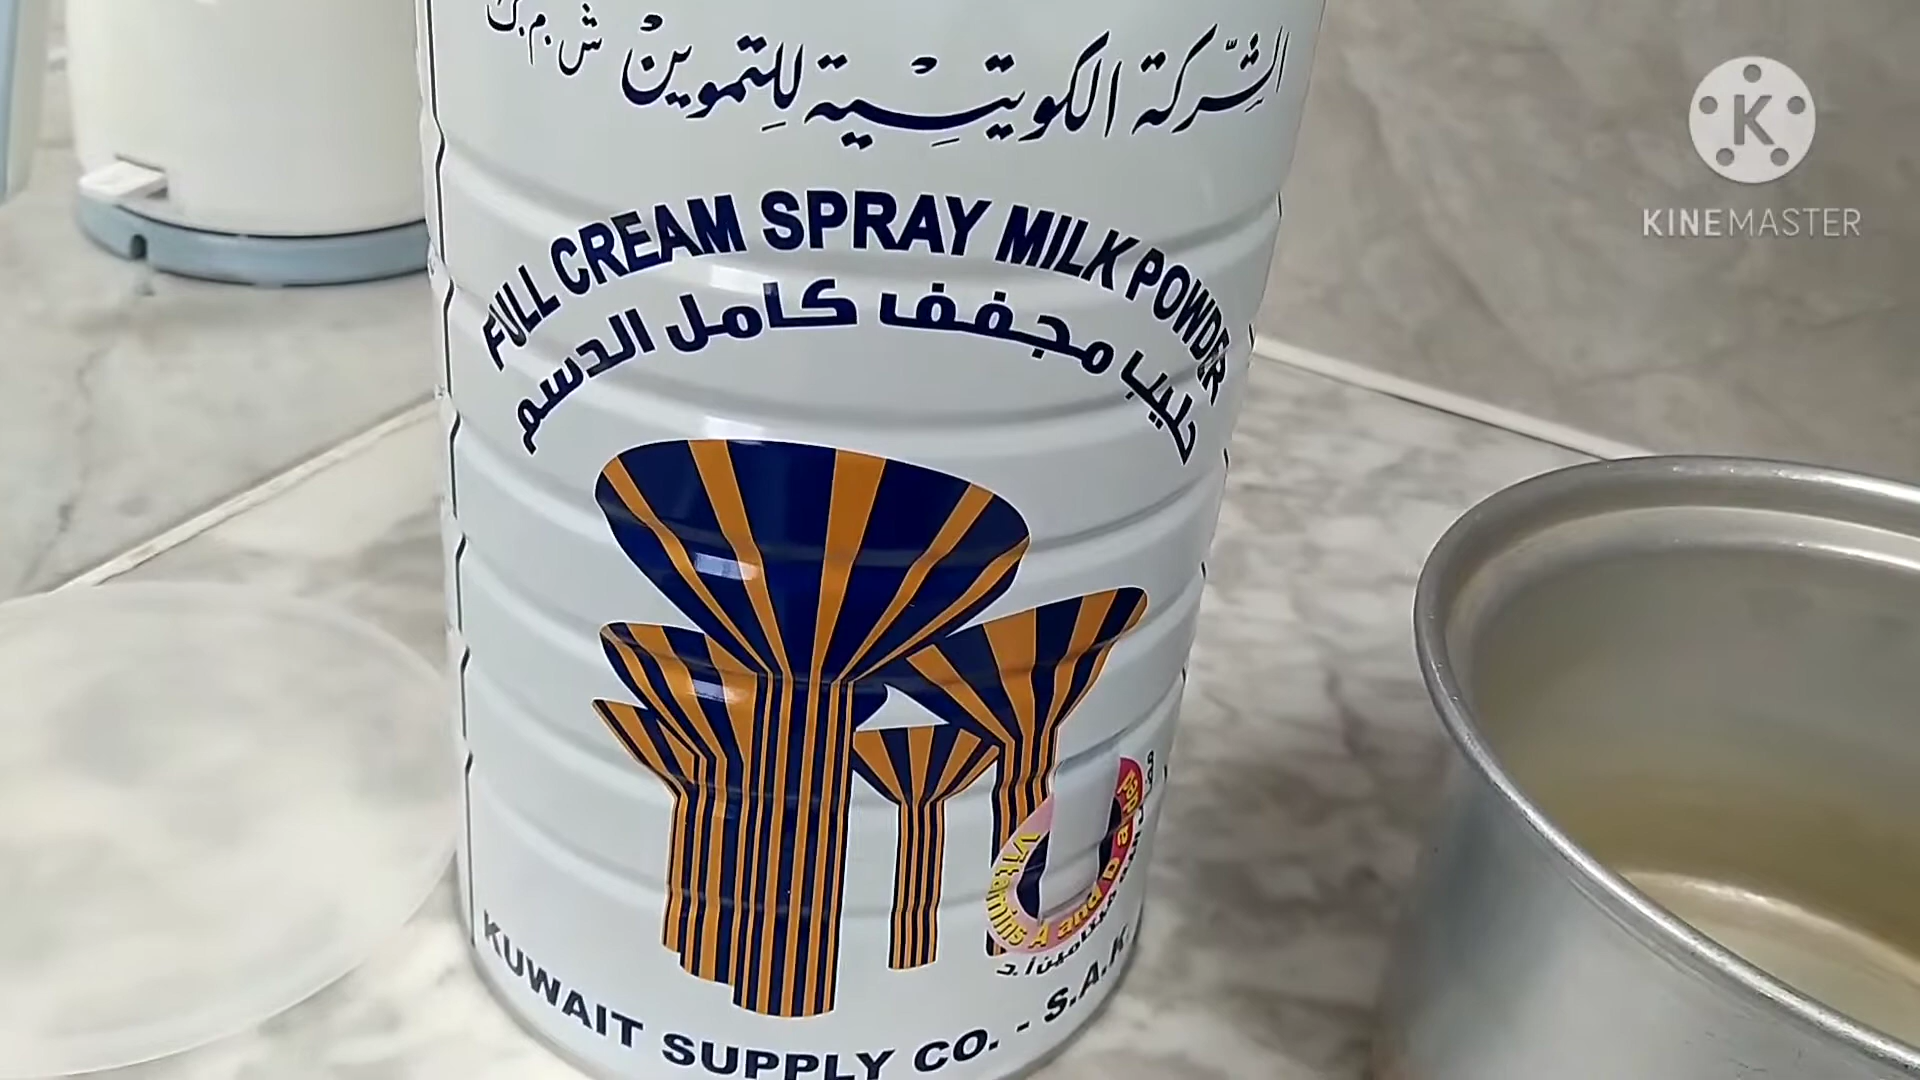 الشركة الكويتية للتموين ش.م.ك
FULL CREAM SPRAY MILK POWDER
حليب مجفف كامل الدسم
Vitamins A and D added
KUWAIT SUPPLY CO. - S.A.K
K
KINEMASTER